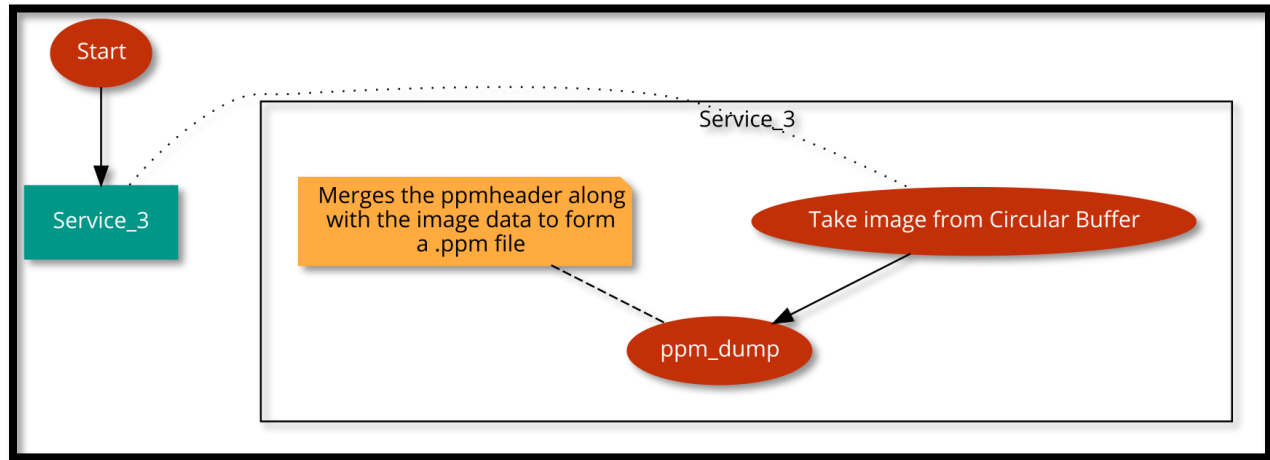 Start
Service_3
Service_3
Merges the ppmheader along
with the image data to form
a .ppm file
Take image from Circular Buffer
ppm_dump